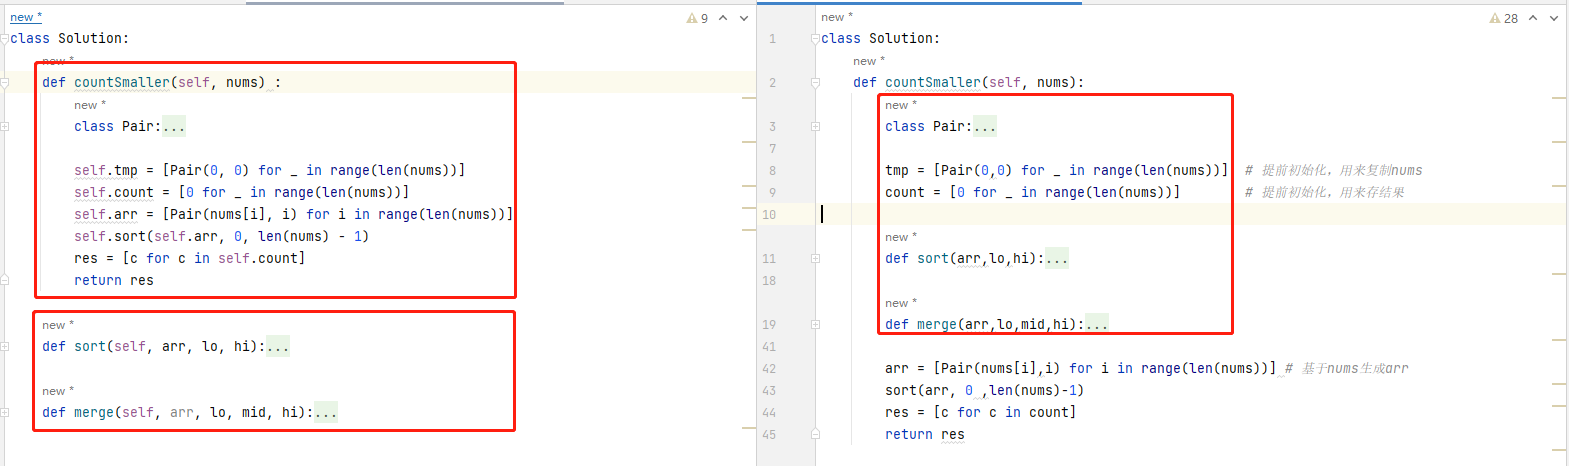 new *
9
class Solution:
new *
def countSmaller(self, nums) :
new *
class Pair:...
self.tmp = [Pair(0, 0) for _ in range(len(nums))]
self.count = [0 for _ in range(len(nums))]
self.arr = [Pair(nums[i], i) for i in range(len(nums))]
self.sort(self.arr, 0, len(nums) - 1)
res = [c for c in self.count]
return res
new *
def sort(self, arr, lo, hi):...
new *
def merge(self, arr, lo, mid, hi):...
new *
28
1 class Solution:
new *
2 def countSmaller(self, nums):
new *
3 class Pair:...
7
8 tmp = [Pair(0,0) for _ in range(len(nums))] # 提前初始化，用来复制nums
9 count = [0 for _ in range(len(nums))] # 提前初始化，用来存结果
10
new *
11 def sort(arr,lo,hi):...
18
new *
19 def merge(arr,lo,mid,hi):...
41
42 arr = [Pair(nums[i],i) for i in range(len(nums))] # 基于nums生成arr
43 sort(arr, 0 ,len(nums)-1)
44 res = [c for c in count]
45 return res